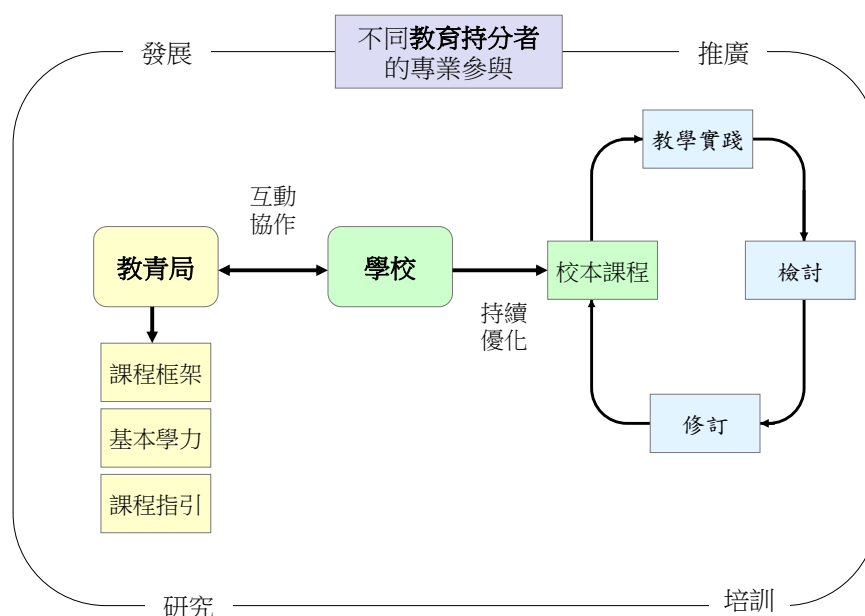 發展
不同教育持分者
的專業參與
推廣
教學實踐
互動
協作
教青局
學校
校本課程
檢討
持續
優化
課程框架
基本學力
修訂
課程指引
研究
培訓